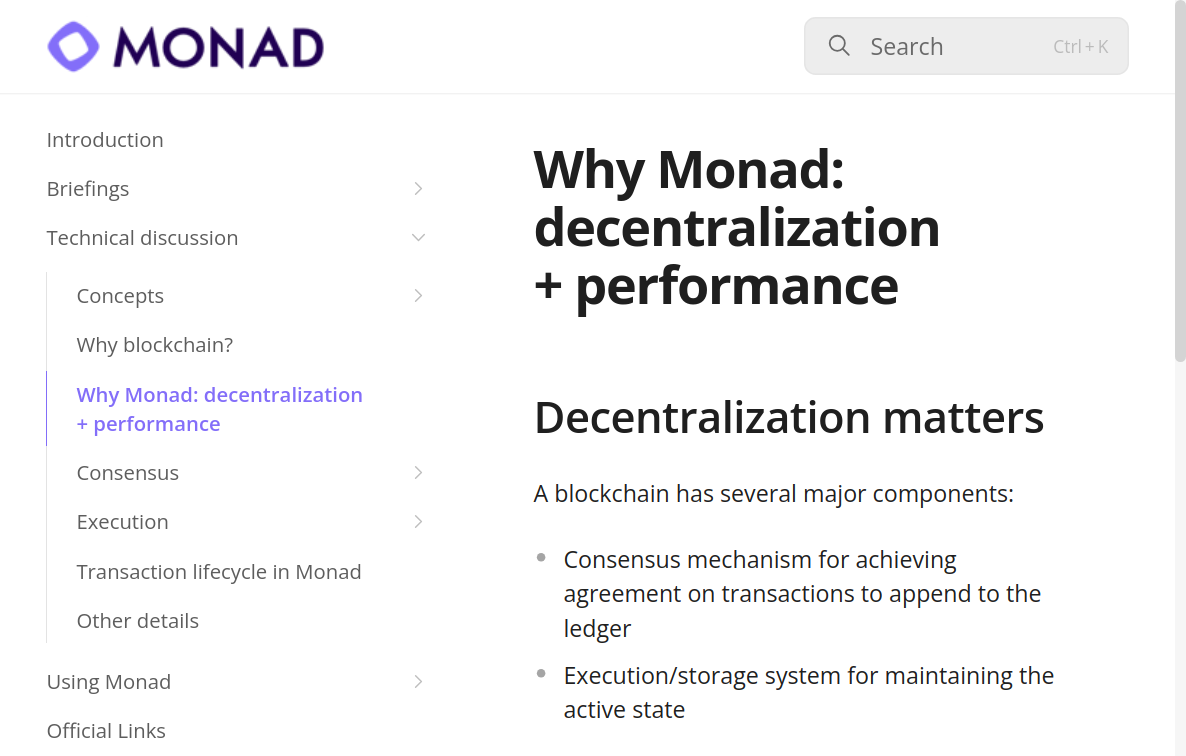 MONAD
Search
Ctrl + K
Introduction
Briefings
Technical discussion
Concepts
Why blockchain?
Why Monad: decentralization
+ performance
Consensus
Execution
Transaction lifecycle in Monad
Other details
Using Monad
Official Links
Why Monad:
decentralization
+ performance
Decentralization matters
A blockchain has several major components:
Consensus mechanism for achieving
agreement on transactions to append to the
ledger
Execution/storage system for maintaining the
active state